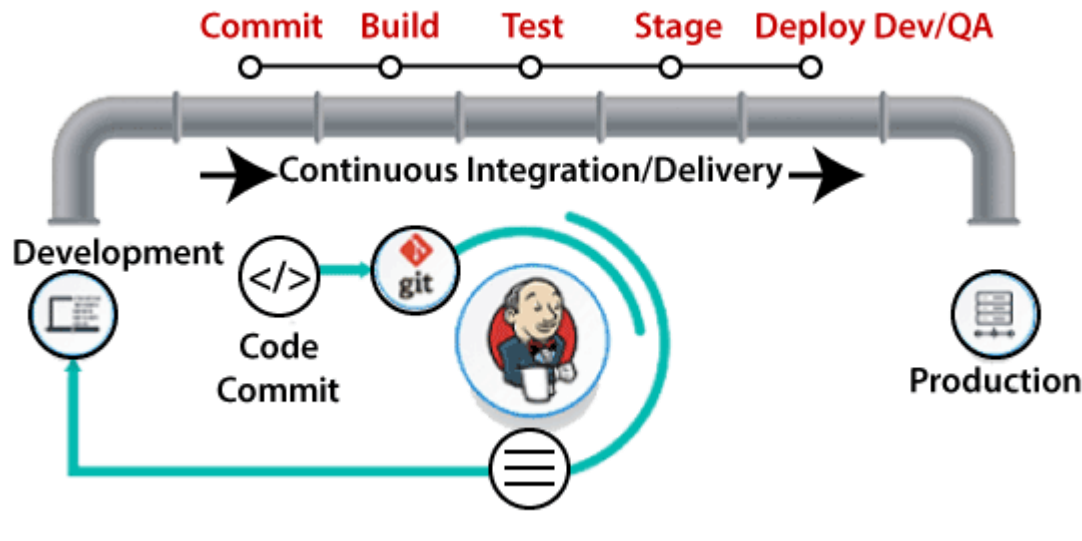 Commit Build Test Stage Deploy Dev/QA
Continuous Integration/Delivery
Development
</>
git
Code
Commit
Production